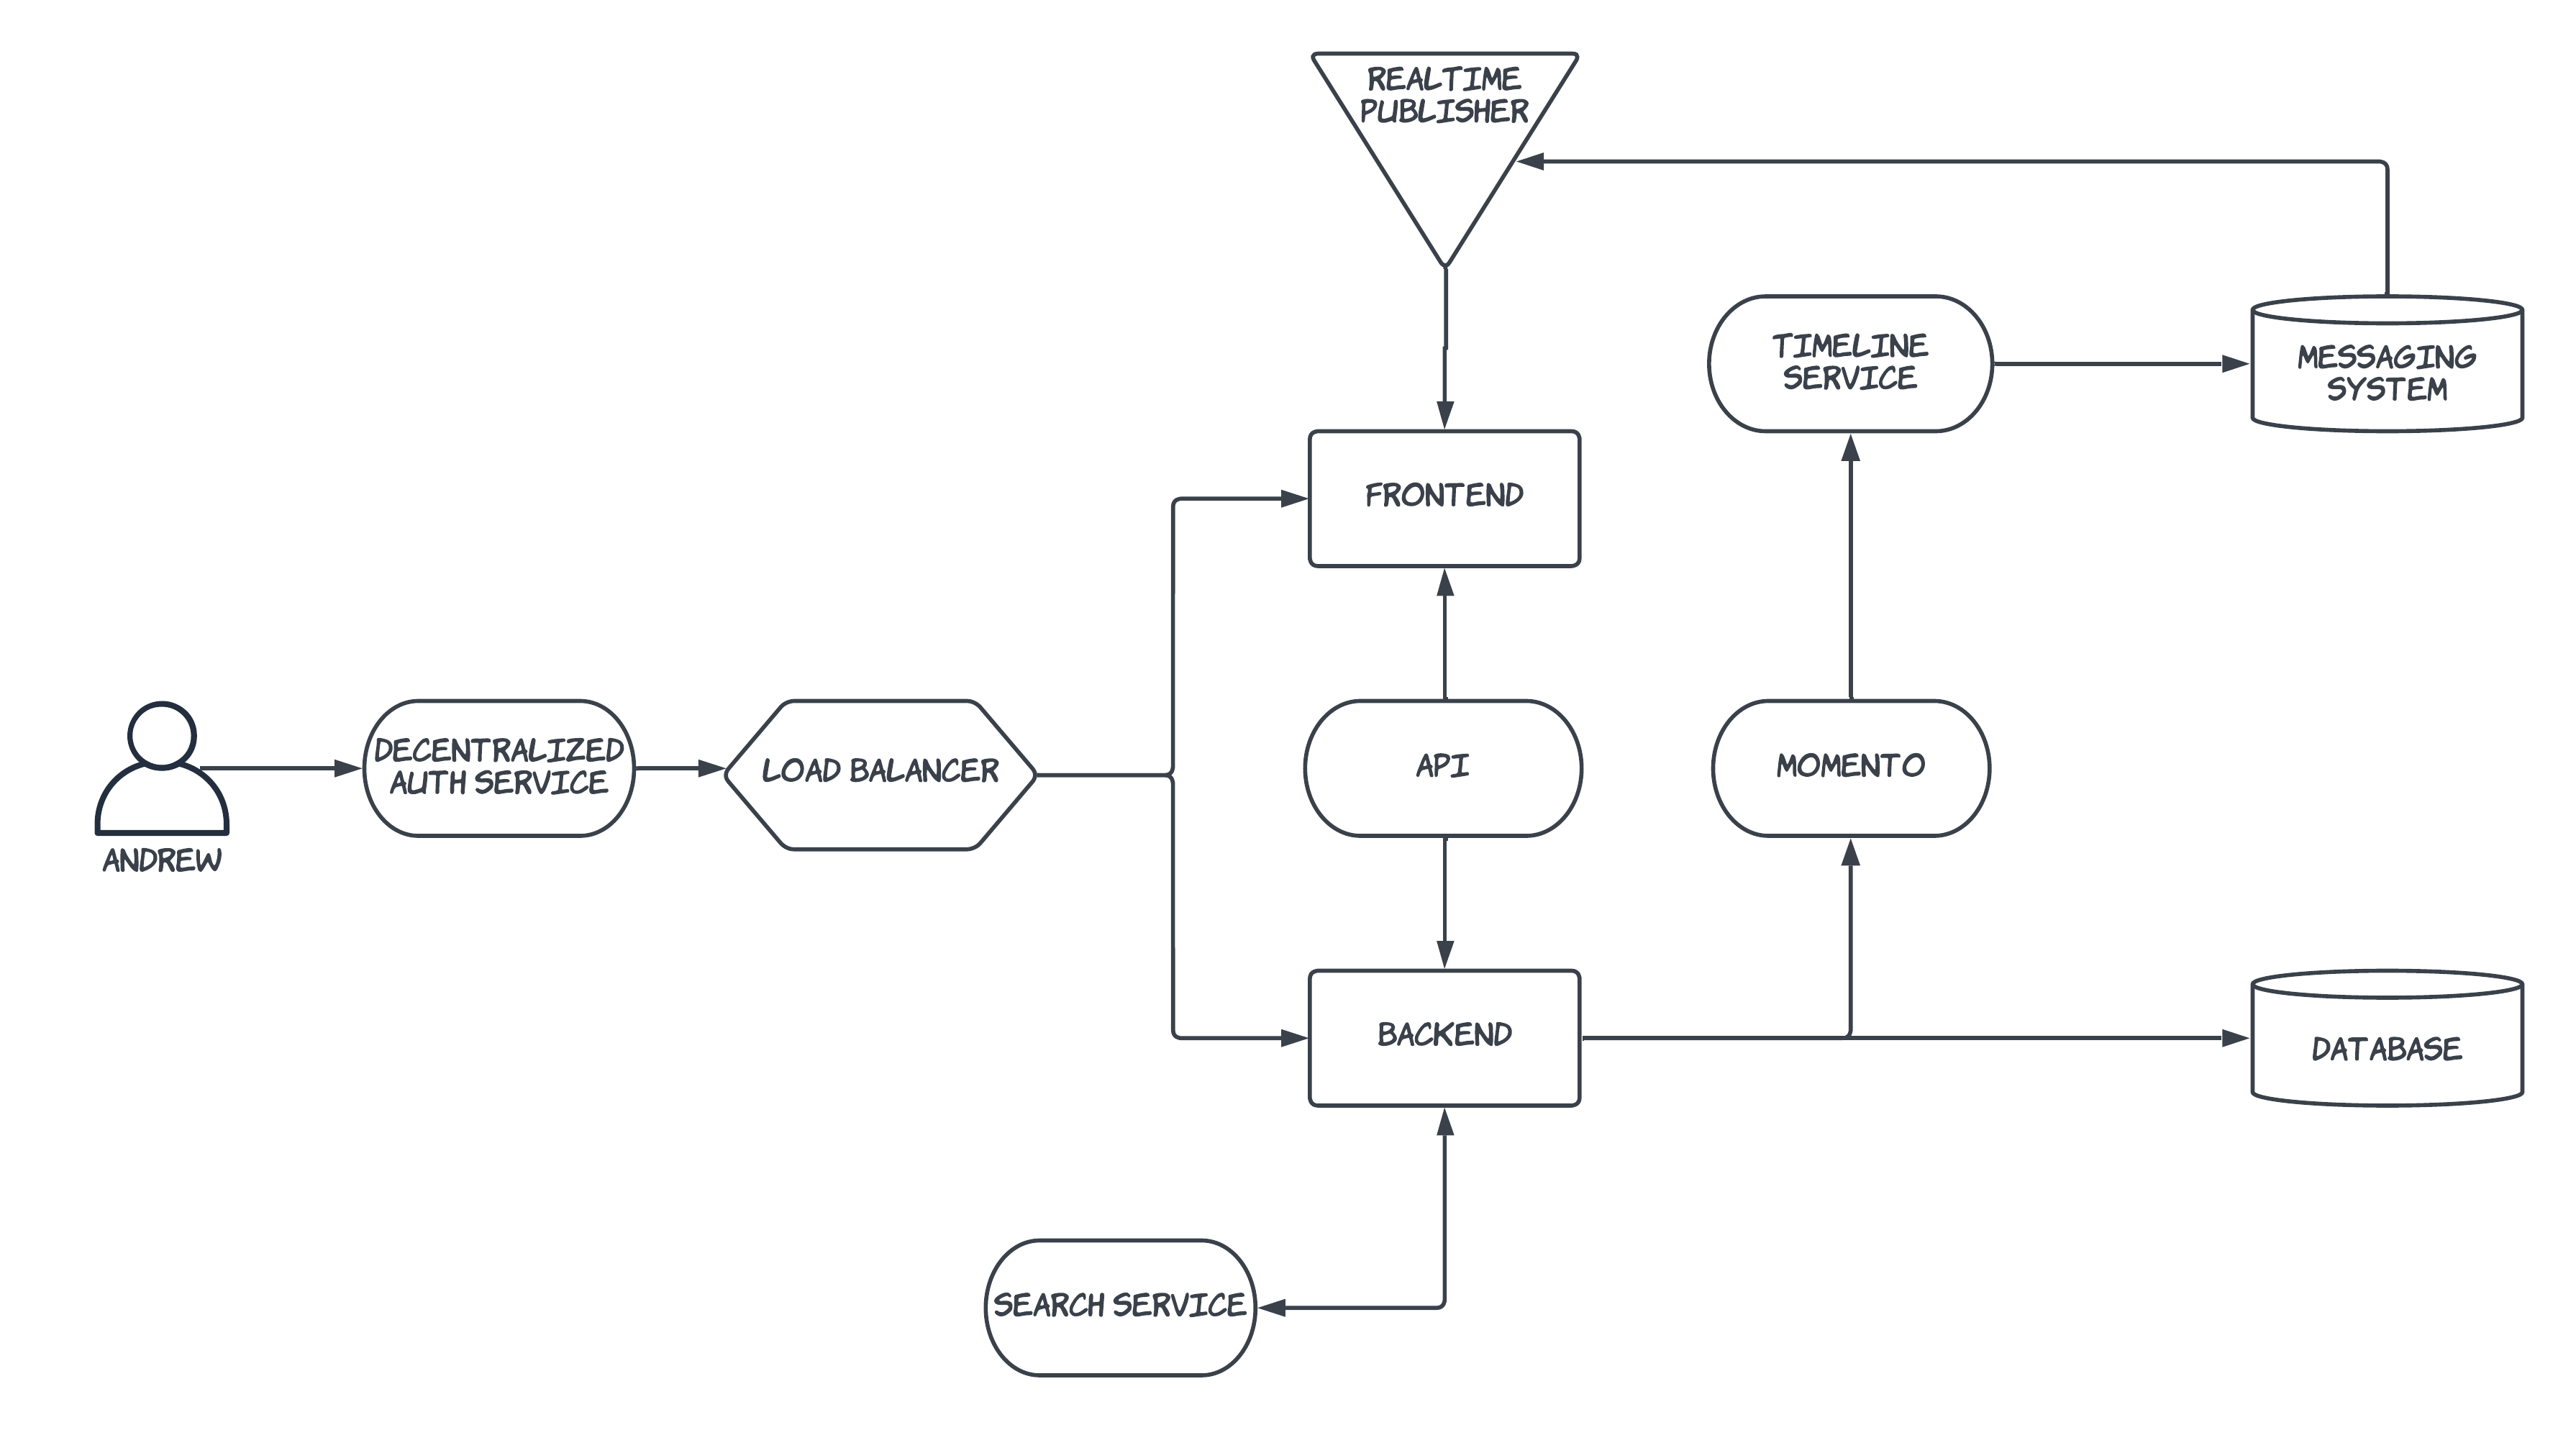 REALTIME
PUBLISHER
TIMELINE
SERVICE
MESSAGING
SYSTEM
FRONTEND
DECENTRALIZED
AUTH SERVICE
LOAD BALANCER
API
MOMENTO
ANDREW
BACKEND
DATABASE
SEARCH SERVICE